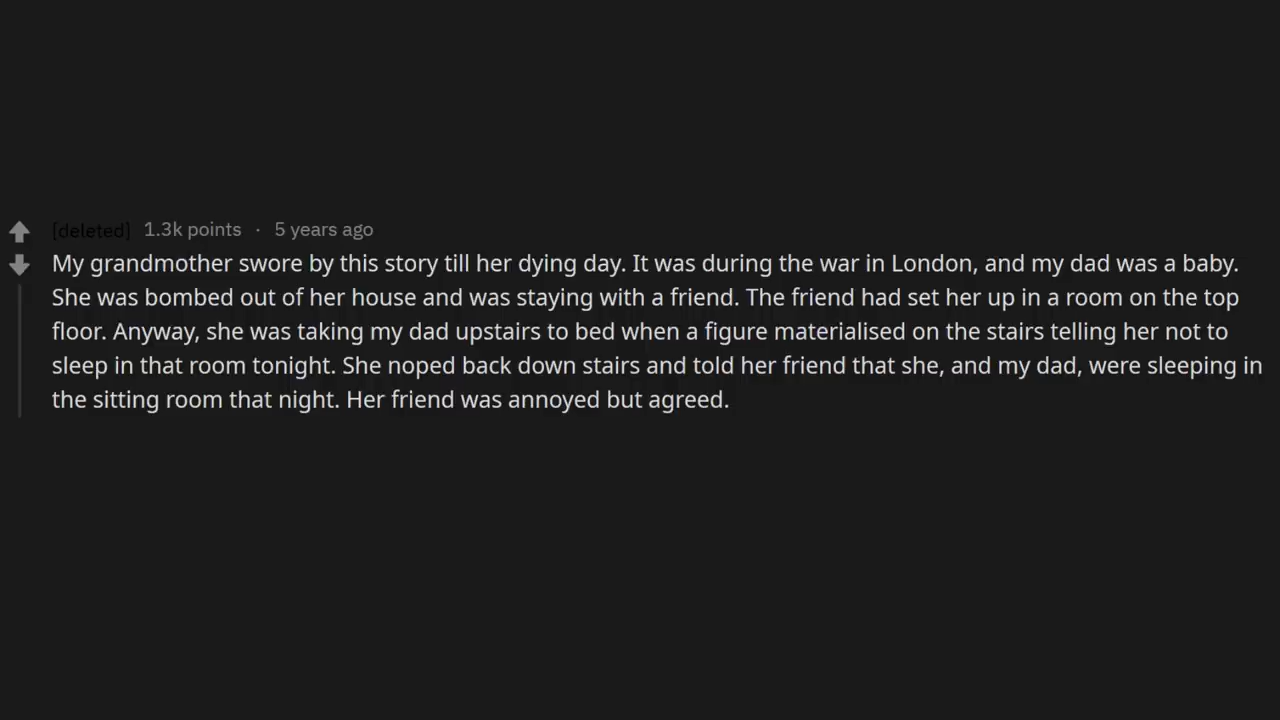 [deleted] 1.3k points · 5 years ago
My grandmother swore by this story till her dying day. It was during the war in London, and my dad was a baby.
She was bombed out of her house and was staying with a friend. The friend had set her up in a room on the top
floor. Anyway, she was taking my dad upstairs to bed when a figure materialised on the stairs telling her not to
sleep in that room tonight. She noped back down stairs and told her friend that she, and my dad, were sleeping in
the sitting room that night. Her friend was annoyed but agreed.